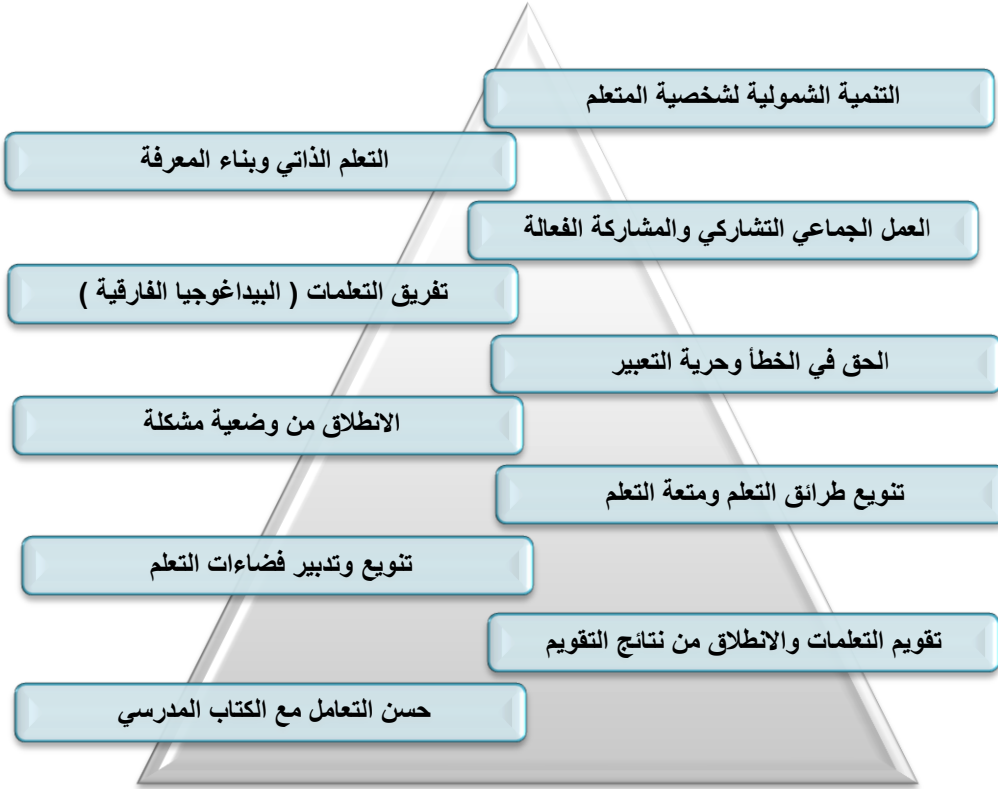 التنمية الشمولية لشخصية المتعلم
التعلم الذاتي وبناء المعرفة
العمل الجماعي التشاركي والمشاركة الفعالة
تفريق التعلمات ( البيداغوجيا الفارقية )
الحق في الخطأ وحرية التعبير
الانطلاق من وضعية مشكلة
تنويع طرائق التعلم ومتعة التعلم
تنويع وتدبير فضاءات التعلم
تقويم التعلمات والانطلاق من نتائج التقويم
حسن التعامل مع الكتاب المدرسي